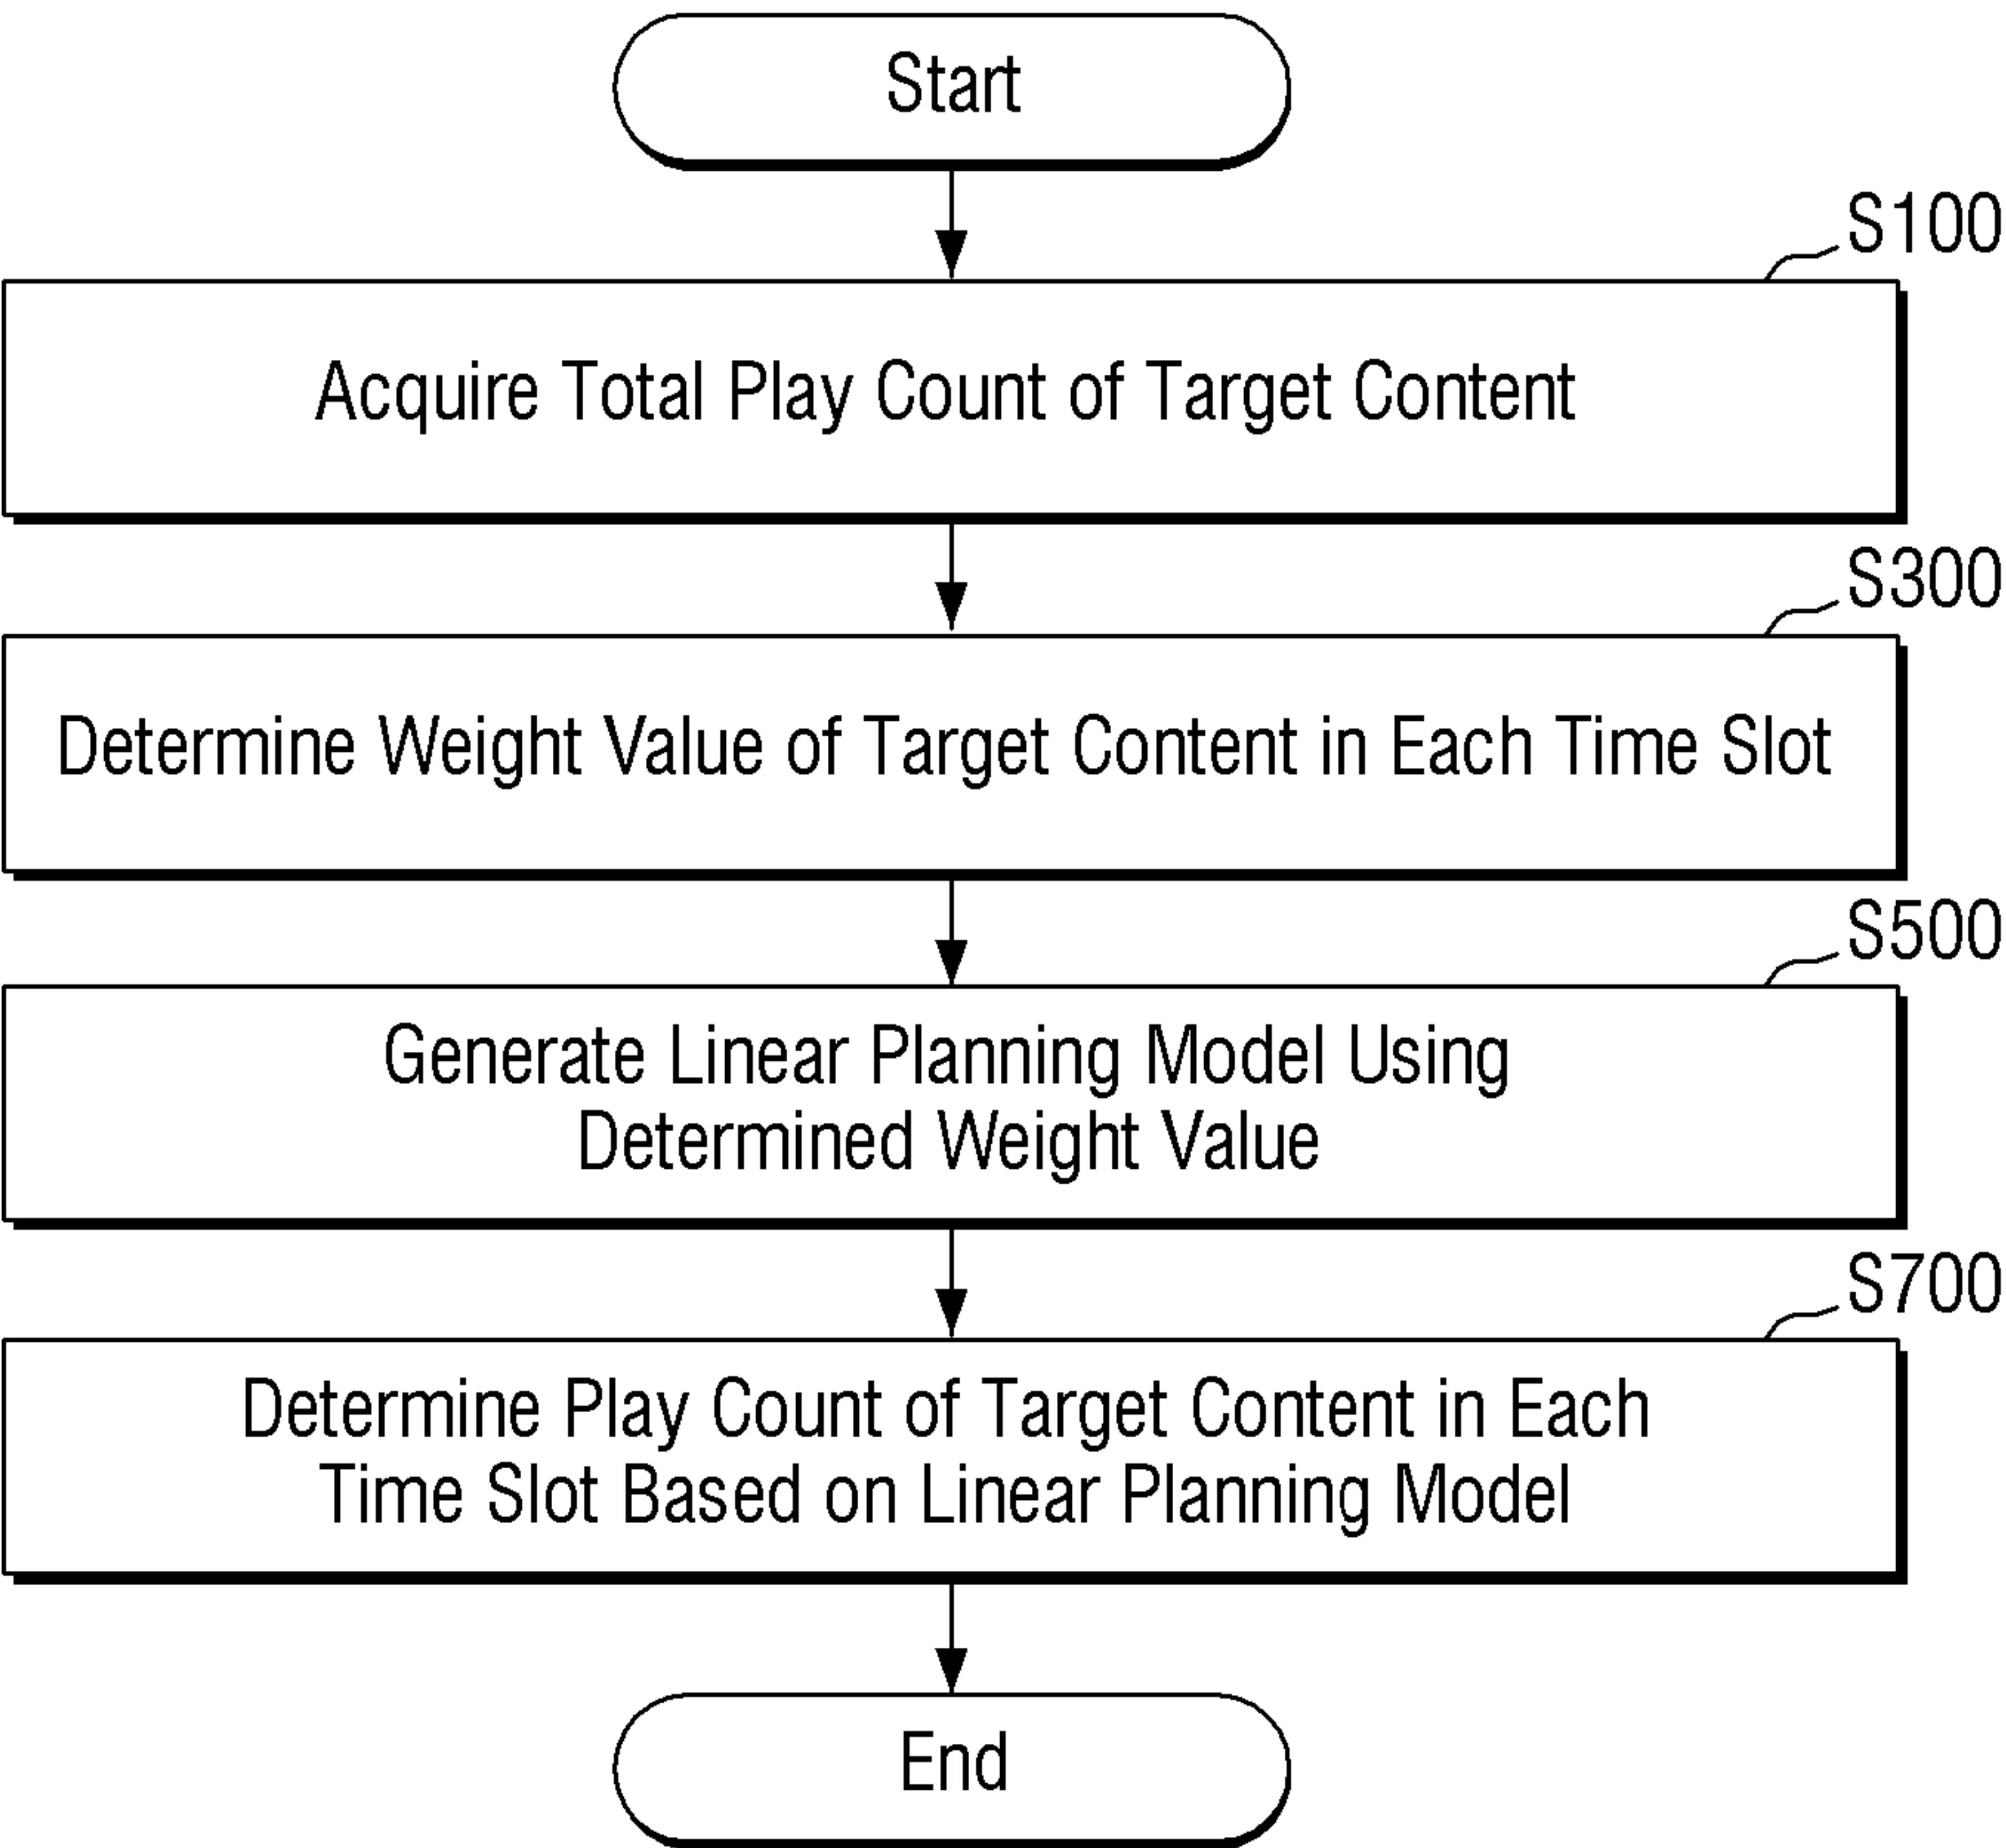 Start
S100
Acquire Total Play Count of Target Content
S300
Determine Weight Value of Target Content in Each Time Slot
S500
Generate Linear Planning Model Using
Determined Weight Value
S700
Determine Play Count of Target Content in Each
Time Slot Based on Linear Planning Model
End